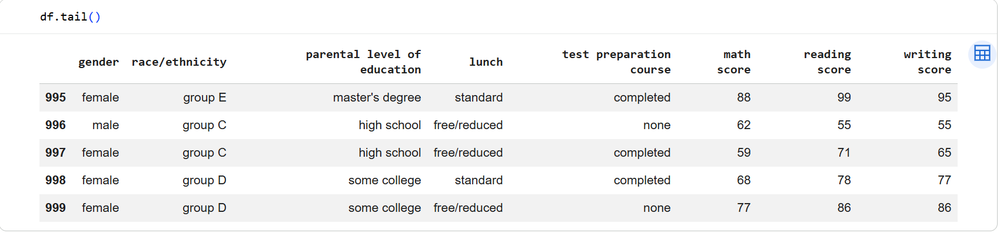 df.tail()
gender race/ethnicity parental level of education lunch test preparation course math score reading score writing score
995 female group E master's degree standard completed 88 99 95
996 male group C high school free/reduced none 62 55 55
997 female group C high school free/reduced completed 59 71 65
998 female group D some college standard completed 68 78 77
999 female group D some college free/reduced none 77 86 86